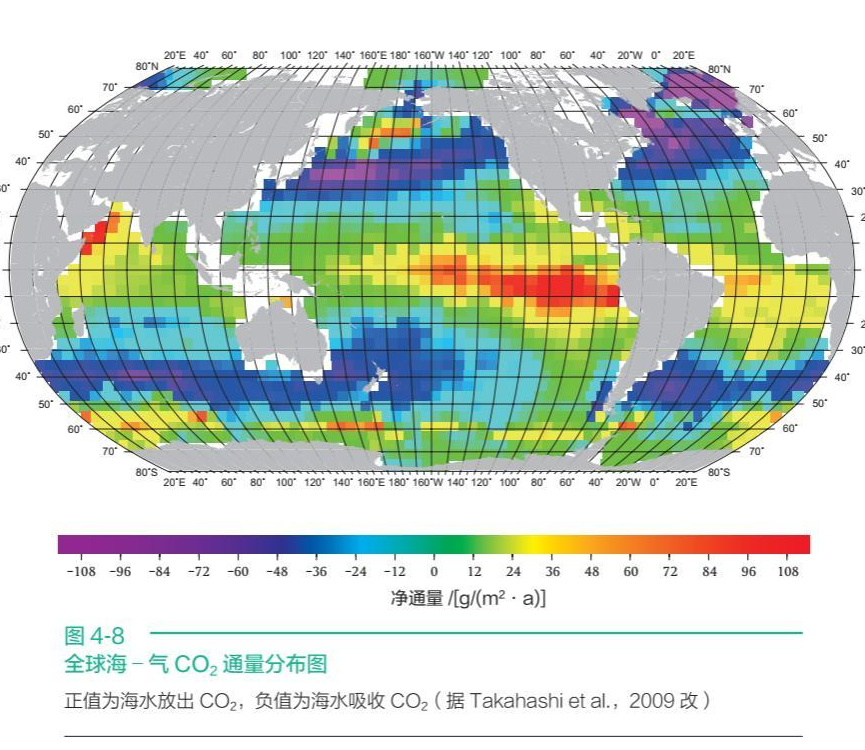 20˚E 40˚ 60˚ 80˚ 100˚ 120˚ 140˚ 160˚E 180˚ 160˚W 140˚ 120˚ 100˚ 80˚ 60˚ 40˚ 20˚W 0˚ 20˚E
80˚N 80˚N
70˚ 70˚
60˚ 60˚
50˚ 50˚
40˚ 40˚
30˚
40˚ 40˚
50˚ 50˚
60˚ 60˚
70˚ 70˚
80˚S 80˚S
20˚E 40˚ 60˚ 80˚ 100˚ 120˚ 140˚ 160˚E 180˚ 160˚W 140˚ 120˚ 100˚ 80˚ 60˚ 40˚ 20˚W 0˚ 20˚E
-108 -96 -84 -72 -60 -48 -36 -24 -12 0 12 24 36 48 60 72 84 96 108
净通量 /[g/(m²・a)]
图 4-8
全球海－气 CO₂ 通量分布图
正值为海水放出 CO₂，负值为海水吸收 CO₂（据 Takahashi et al.，2009 改）